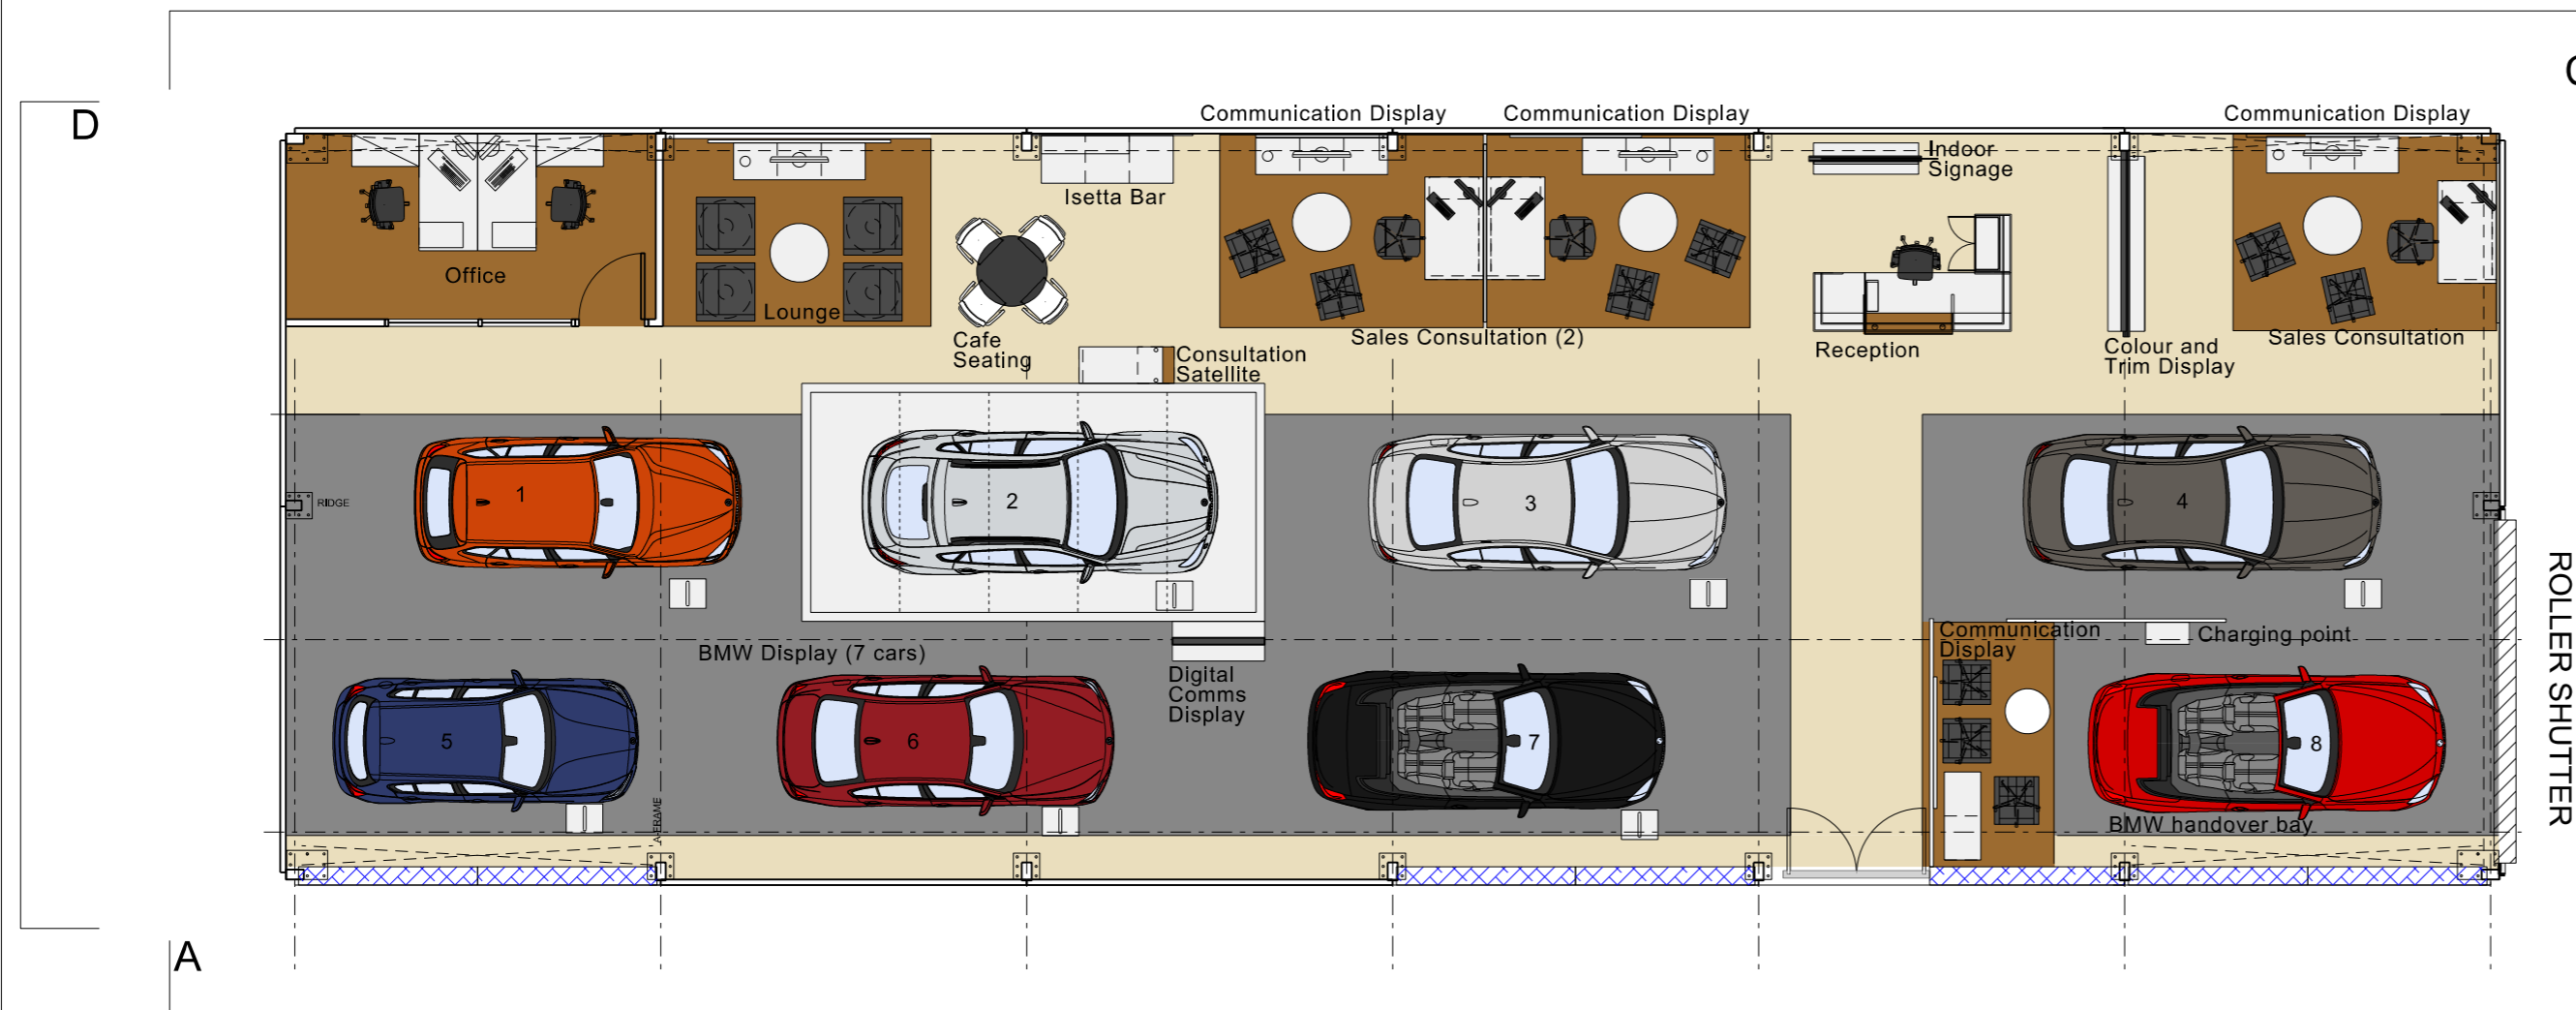 D
A
Communication Display
Communication Display
Communication Display
Indoor
Signage
Isetta Bar
Office
Lounge
Cafe
Seating
Consultation
Satellite
Sales Consultation (2)
Reception
Colour and
Trim Display
Sales Consultation
RIDGE
1
2
3
4
ROLLER SHUTTER
BMW Display (7 cars)
Digital
Comms
Display
Communication
Display
Charging point
5
6
7
8
A-FRAME
BMW handover bay